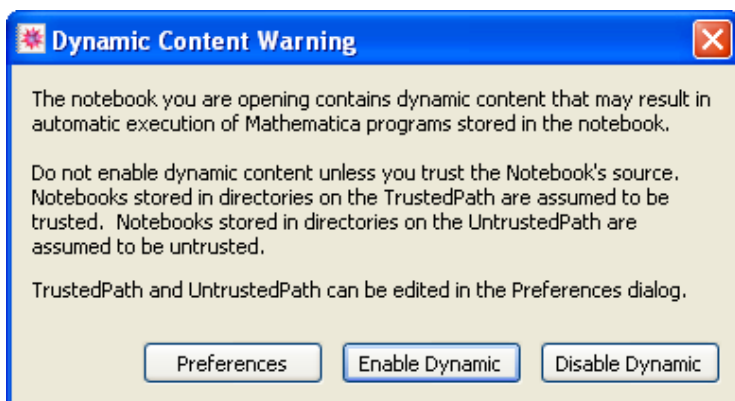 Dynamic Content Warning
The notebook you are opening contains dynamic content that may result in
automatic execution of Mathematica programs stored in the notebook.
Do not enable dynamic content unless you trust the Notebook's source.
Notebooks stored in directories on the TrustedPath are assumed to be
trusted.  Notebooks stored in directories on the UntrustedPath are
assumed to be untrusted.
TrustedPath and UntrustedPath can be edited in the Preferences dialog.
Preferences Enable Dynamic Disable Dynamic